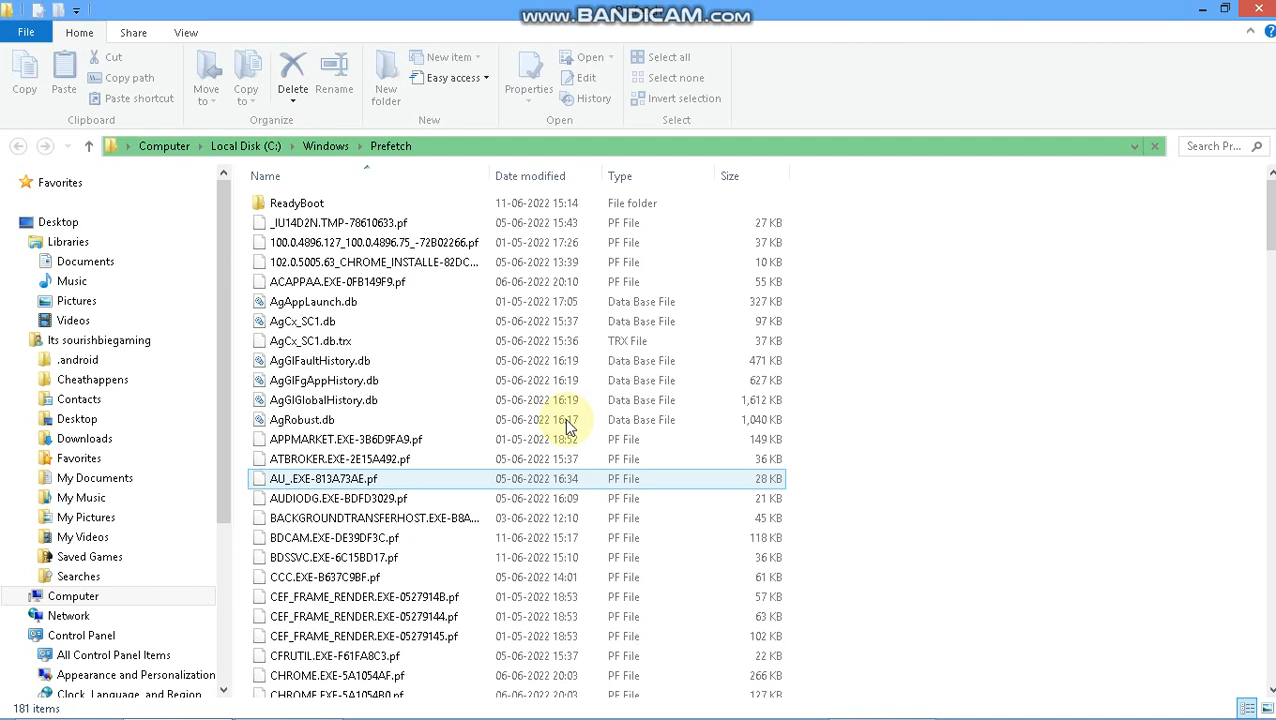 www.BANDICAM.com
File
Home
Share
View
Copy
Paste
Cut
Copy path
Paste shortcut
Clipboard
Move to
Copy to
Delete
Rename
Organize
New folder
New item
Easy access
New
Properties
Open
Edit
History
Open
Select all
Select none
Invert selection
Select
Computer Local Disk (C:) Windows Prefetch
Search Pr...
Favorites
Desktop
Libraries
Documents
Music
Pictures
Videos
Its sourishbiegaming
.android
Cheathappens
Contacts
Desktop
Downloads
Favorites
My Documents
My Music
My Pictures
My Videos
Saved Games
Searches
Computer
Network
Control Panel
All Control Panel Items
Appearance and Personalization
Clock, Language, and Region
Name Date modified Type Size
ReadyBoot 11-06-2022 15:14 File folder
_IU14D2N.TMP-78610633.pf 05-06-2022 15:43 PF File 27 KB
100.0.4896.127_100.0.4896.75_-72B02266.pf 01-05-2022 17:26 PF File 37 KB
102.0.5005.63_CHROME_INSTALLE-82DC... 05-06-2022 13:39 PF File 10 KB
ACAPPAA.EXE-0FB149F9.pf 06-06-2022 20:10 PF File 55 KB
AgAppLaunch.db 01-05-2022 17:05 Data Base File 327 KB
AgCx_SC1.db 05-06-2022 15:37 Data Base File 97 KB
AgCx_SC1.db.trx 05-06-2022 15:36 TRX File 37 KB
AgGlFaultHistory.db 05-06-2022 16:19 Data Base File 471 KB
AgGlFgAppHistory.db 05-06-2022 16:19 Data Base File 627 KB
AgGlGlobalHistory.db 05-06-2022 16:19 Data Base File 1,612 KB
AgRobust.db 05-06-2022 16:17 Data Base File 1,040 KB
APPMARKET.EXE-3B6D9FA9.pf 01-05-2022 18:52 PF File 149 KB
ATBROKER.EXE-2E15A492.pf 05-06-2022 15:37 PF File 36 KB
AU_.EXE-813A73AE.pf 05-06-2022 16:34 PF File 28 KB
AUDIODG.EXE-BDFD3029.pf 05-06-2022 16:09 PF File 21 KB
BACKGROUNDTRANSFERHOST.EXE-B8A... 03-06-2022 12:10 PF File 45 KB
BDCAM.EXE-DE39DF3C.pf 11-06-2022 15:17 PF File 118 KB
BDSSVC.EXE-6C15BD17.pf 11-06-2022 15:10 PF File 36 KB
CCC.EXE-B637C9BF.pf 05-06-2022 14:01 PF File 61 KB
CEF_FRAME_RENDER.EXE-0527914B.pf 01-05-2022 18:53 PF File 57 KB
CEF_FRAME_RENDER.EXE-05279144.pf 01-05-2022 18:53 PF File 63 KB
CEF_FRAME_RENDER.EXE-05279145.pf 01-05-2022 18:53 PF File 102 KB
CFRUTIL.EXE-F61FA8C3.pf 05-06-2022 15:37 PF File 22 KB
CHROME.EXE-5A1054AF.pf 06-06-2022 20:03 PF File 266 KB
CHROME.EXE-5A1054B0.pf 06-06-2022 20:03 PF File 127 KB
181 items